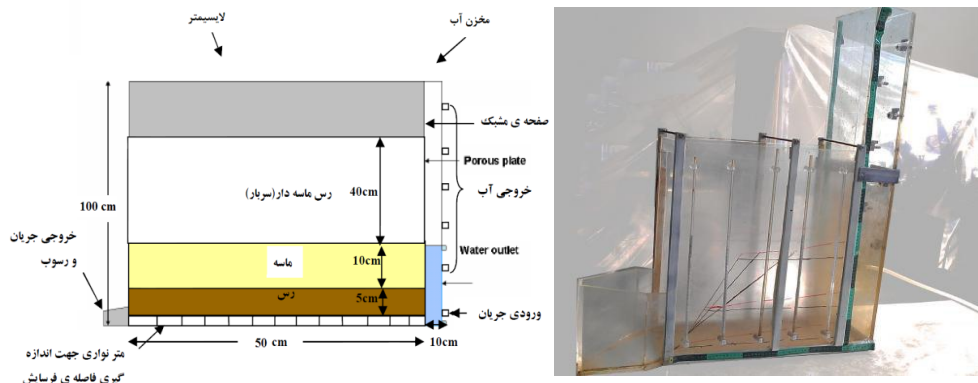 لایسیمتر
مخزن آب
صفحه ی مشبک
Porous plate
40cm
رس ماسه دار(سربار)
خروجی آب
100 cm
خروجی جریان
و رسوب
Water outlet
ماسه
10cm
رس
5cm
ورودی جریان
50 cm
10cm
متر نواری جهت اندازه
گیری فاصله ی فرسایش